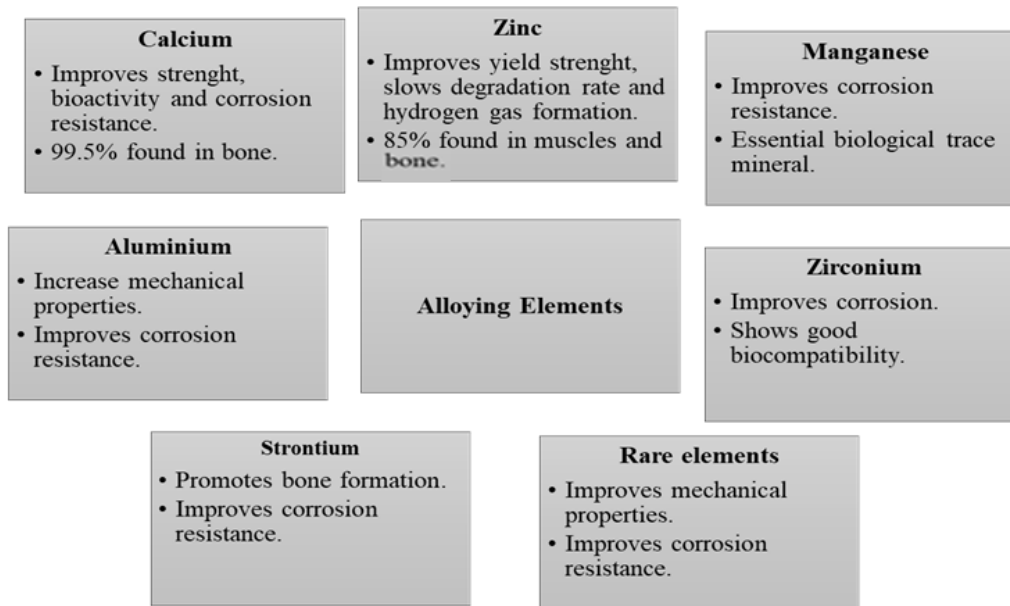 Calcium
• Improves strenght,
bioactivity and corrosion
resistance.
• 99.5% found in bone.
Zinc
• Improves yield strenght,
slows degradation rate and
hydrogen gas formation.
• 85% found in muscles and
bone.
Manganese
• Improves corrosion
resistance.
• Essential biological trace
mineral.
Aluminium
• Increase mechanical
properties.
• Improves corrosion
resistance.
Alloying Elements
Zirconium
• Improves corrosion.
• Shows good
biocompatibility.
Strontium
• Promotes bone formation.
• Improves corrosion
resistance.
Rare elements
• Improves mechanical
properties.
• Improves corrosion
resistance.